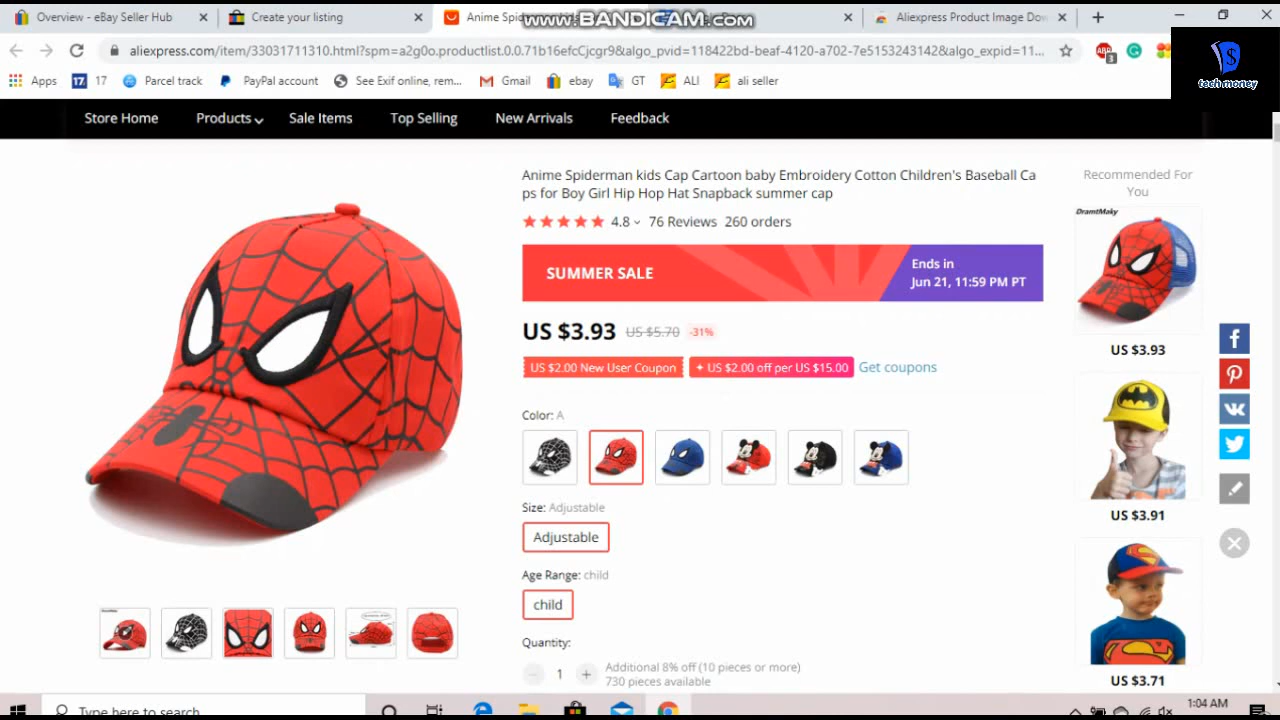 Overview - eBay Seller Hub
Create your listing
www.BANDICAM.com
Aliexpress Product Image Dow
aliexpress.com/item/33031711310.html?spm=a2g0o.productlist.0.0.71b16efcCjcgr9&algo_pvid=118422bd-beaf-4120-a702-7e5153243142&algo_expid=11...
ABP
3
Apps
17
17
Parcel track
PayPal account
See Exif online, rem...
Gmail
ebay
GT
ALI
ali seller
tech money
Store Home
Products
Sale Items
Top Selling
New Arrivals
Feedback
Anime Spiderman kids Cap Cartoon baby Embroidery Cotton Children's Baseball Ca
ps for Boy Girl Hip Hop Hat Snapback summer cap
4.8
76 Reviews
260 orders
SUMMER SALE
Ends in
Jun 21, 11:59 PM PT
US $3.93
US $5.70
-31%
US $2.00 New User Coupon
US $2.00 off per US $15.00
Get coupons
Color: A
Size: Adjustable
Adjustable
Age Range: child
child
Quantity:
1
Additional 8% off (10 pieces or more)
730 pieces available
Recommended For
You
DramtMaky
US $3.93
US $3.91
US $3.71
Type here to search
1:04 AM